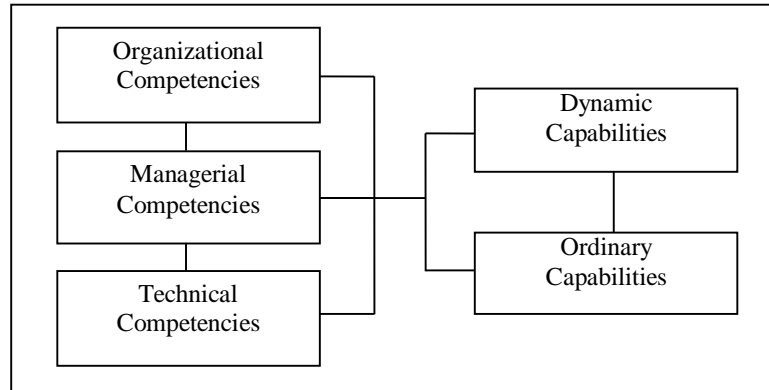 Organizational
Competencies
Managerial
Competencies
Technical
Competencies
Dynamic
Capabilities
Ordinary
Capabilities